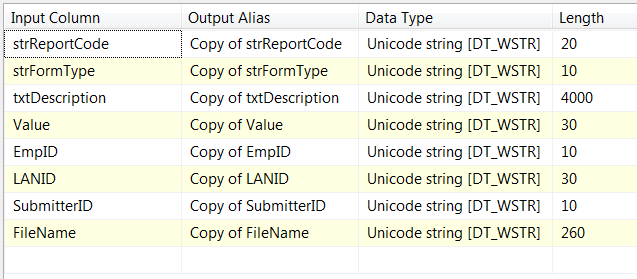 Input Column Output Alias Data Type Length
strReportCode Copy of strReportCode Unicode string [DT_WSTR] 20
strFormType Copy of strFormType Unicode string [DT_WSTR] 10
txtDescription Copy of txtDescription Unicode string [DT_WSTR] 4000
Value Copy of Value Unicode string [DT_WSTR] 30
EmpID Copy of EmpID Unicode string [DT_WSTR] 10
LANID Copy of LANID Unicode string [DT_WSTR] 30
SubmitterID Copy of SubmitterID Unicode string [DT_WSTR] 10
FileName Copy of FileName Unicode string [DT_WSTR] 260